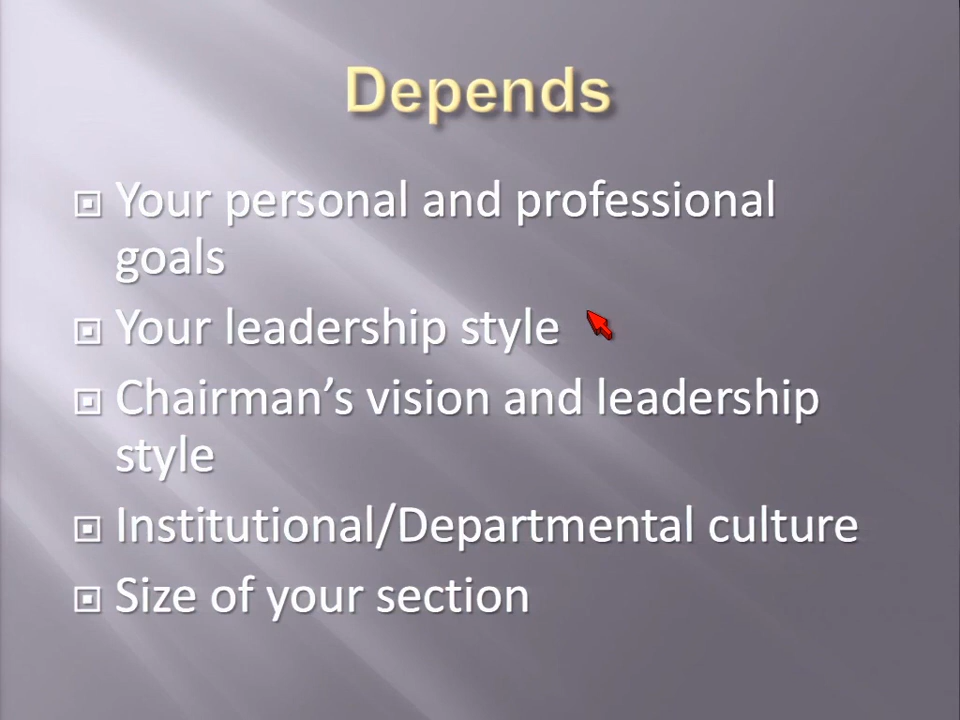 Depends
Your personal and professional
goals
Your leadership style
Chairman’s vision and leadership
style
Institutional/Departmental culture
Size of your section